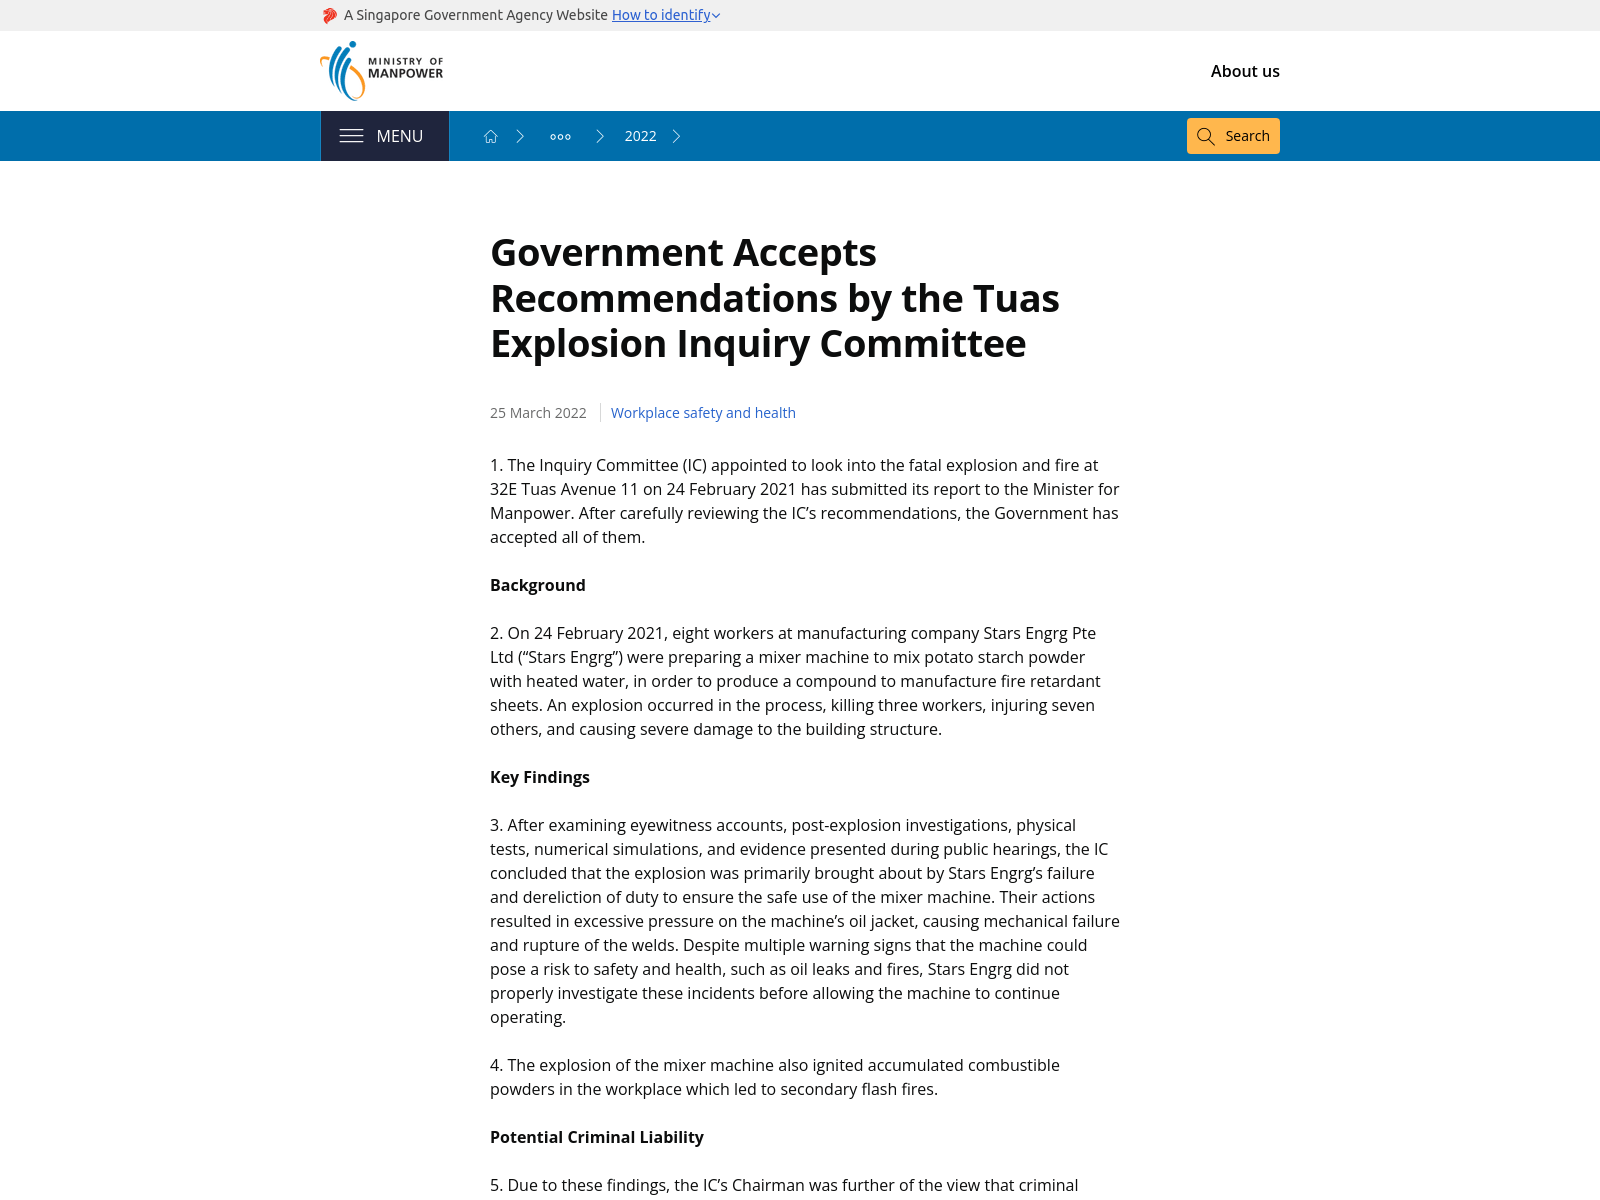 A Singapore Government Agency Website How to identify
MINISTRY OF
MANPOWER
About us
MENU
2022
Search
Government Accepts
Recommendations by the Tuas
Explosion Inquiry Committee
25 March 2022
Workplace safety and health
1. The Inquiry Committee (IC) appointed to look into the fatal explosion and fire at
32E Tuas Avenue 11 on 24 February 2021 has submitted its report to the Minister for
Manpower. After carefully reviewing the IC’s recommendations, the Government has
accepted all of them.
Background
2. On 24 February 2021, eight workers at manufacturing company Stars Engrg Pte
Ltd (“Stars Engrg”) were preparing a mixer machine to mix potato starch powder
with heated water, in order to produce a compound to manufacture fire retardant
sheets. An explosion occurred in the process, killing three workers, injuring seven
others, and causing severe damage to the building structure.
Key Findings
3. After examining eyewitness accounts, post-explosion investigations, physical
tests, numerical simulations, and evidence presented during public hearings, the IC
concluded that the explosion was primarily brought about by Stars Engrg’s failure
and dereliction of duty to ensure the safe use of the mixer machine. Their actions
resulted in excessive pressure on the machine’s oil jacket, causing mechanical failure
and rupture of the welds. Despite multiple warning signs that the machine could
pose a risk to safety and health, such as oil leaks and fires, Stars Engrg did not
properly investigate these incidents before allowing the machine to continue
operating.
4. The explosion of the mixer machine also ignited accumulated combustible
powders in the workplace which led to secondary flash fires.
Potential Criminal Liability
5. Due to these findings, the IC’s Chairman was further of the view that criminal